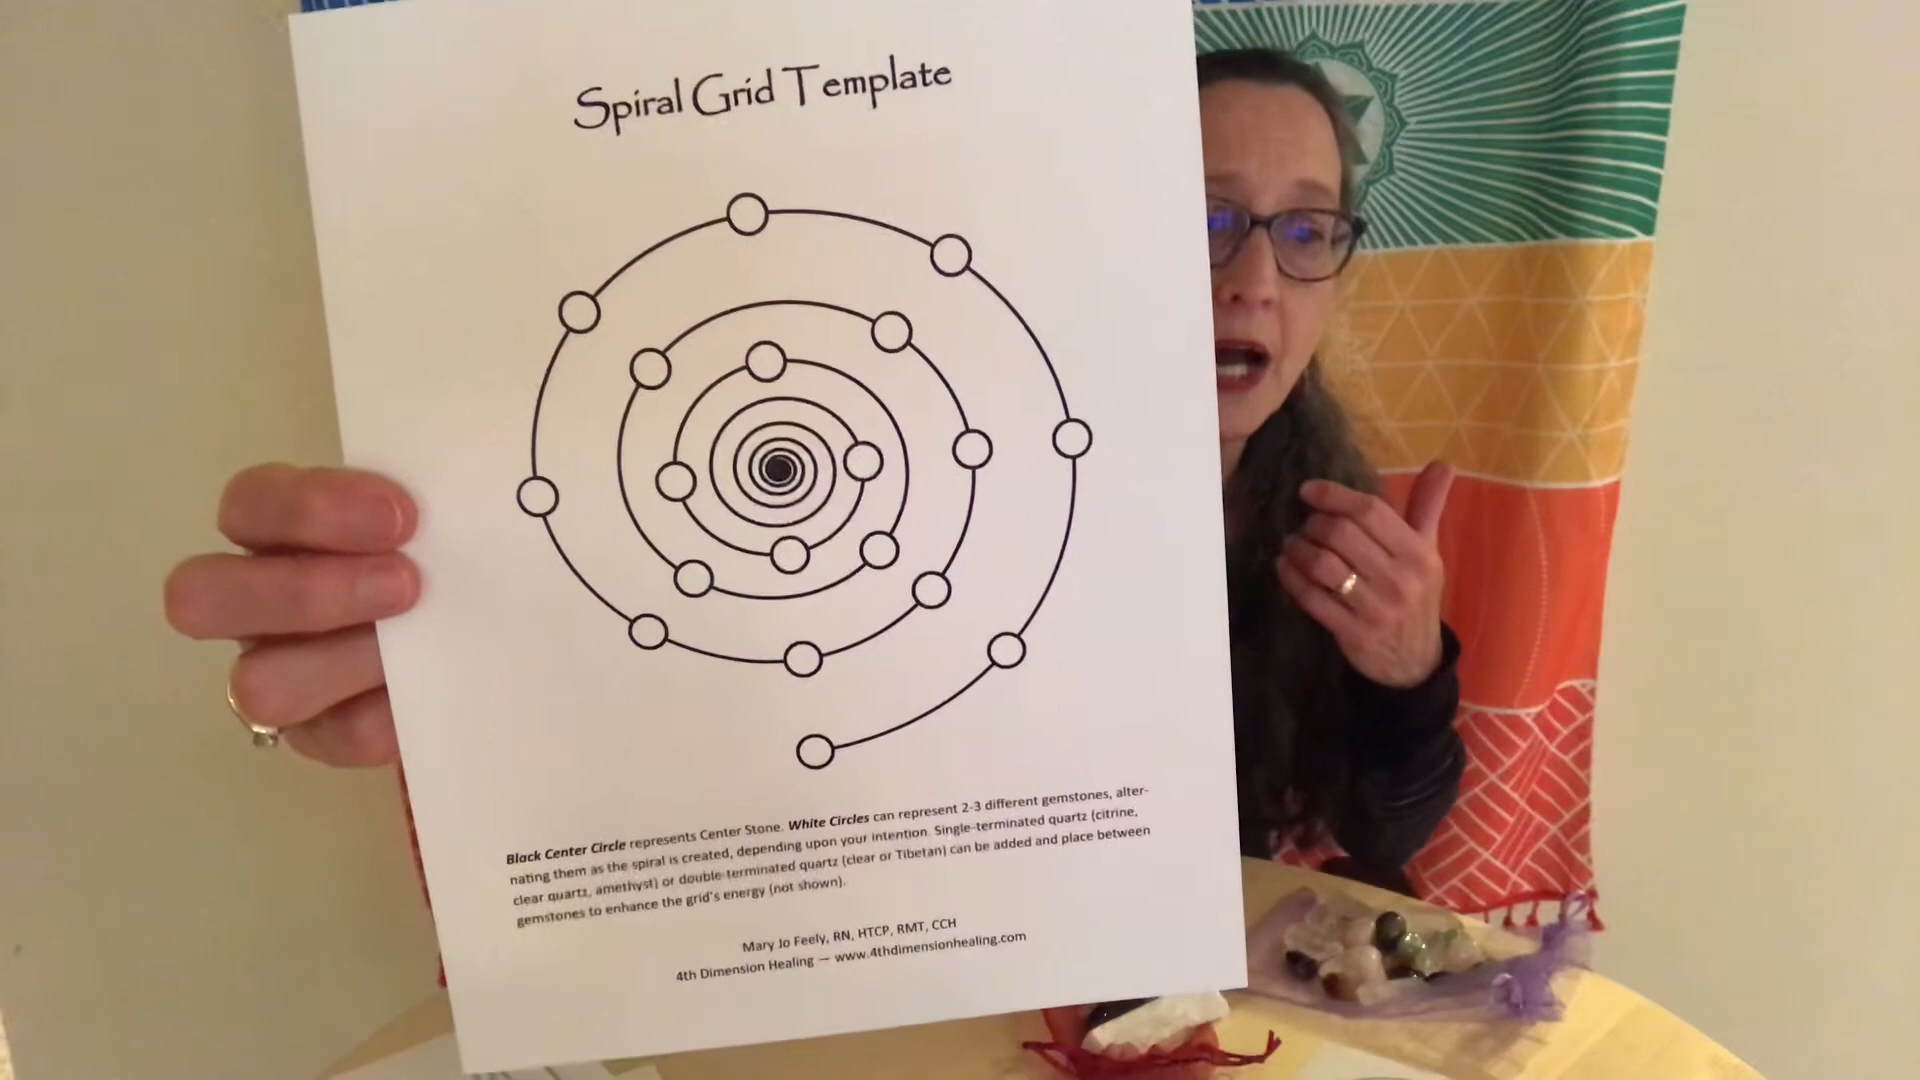 Spiral Grid Template
Black Center Circle represents Center Stone. White Circles can represent 2-3 different gemstones, alter-
nating them as the spiral is created, depending upon your intention. Single-terminated quartz (citrine,
clear quartz, amethyst) or double-terminated quartz (clear or Tibetan) can be added and place between
gemstones to enhance the grid's energy (not shown).
Mary Jo Feely, RN, HTCP, RMT, CCH
4th Dimension Healing — www.4thdimensionhealing.com